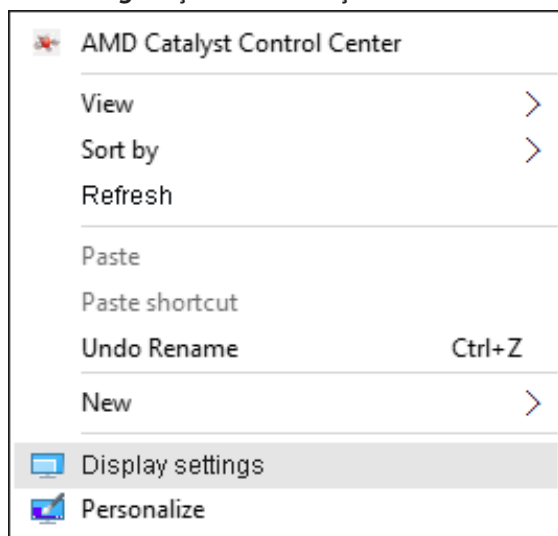 AMD Catalyst Control Center
View
Sort by
Refresh
Paste
Paste shortcut
Undo Rename Ctrl+Z
New
Display settings
Personalize